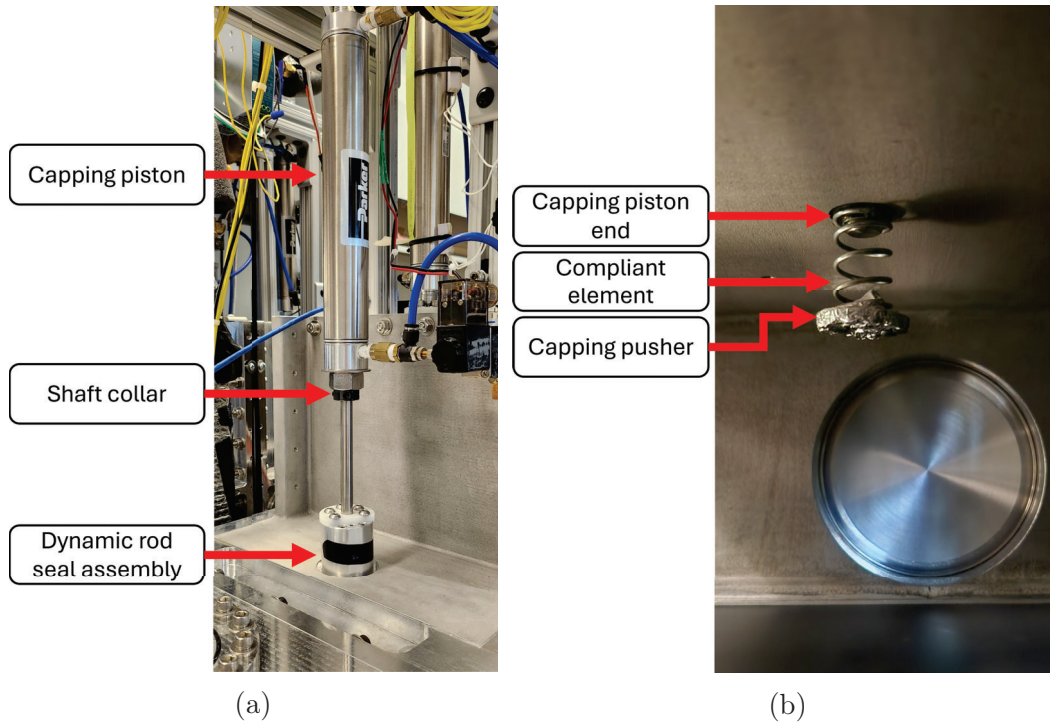 Capping piston
Parker
Shaft collar
Dynamic rod
seal assembly
Capping piston
end
Compliant
element
Capping pusher
(a)
(b)